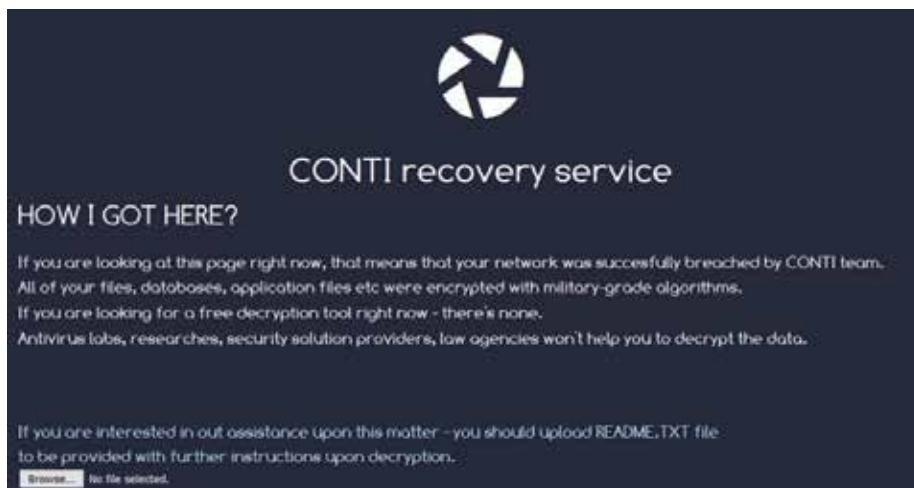 CONTI recovery service
HOW I GOT HERE?
If you are looking at this page right now, that means that your network was succesfully breached by CONTI team.
All of your files, databases, application files etc were encrypted with military-grade algorithms.
If you are looking for a free decryption tool right now - there's none.
Antivirus labs, researches, security solution providers, law agencies won't help you to decrypt the data.
If you are interested in out assistance upon this matter - you should upload README.TXT file
to be provided with further instructions upon decryption.
Browse... No file selected.